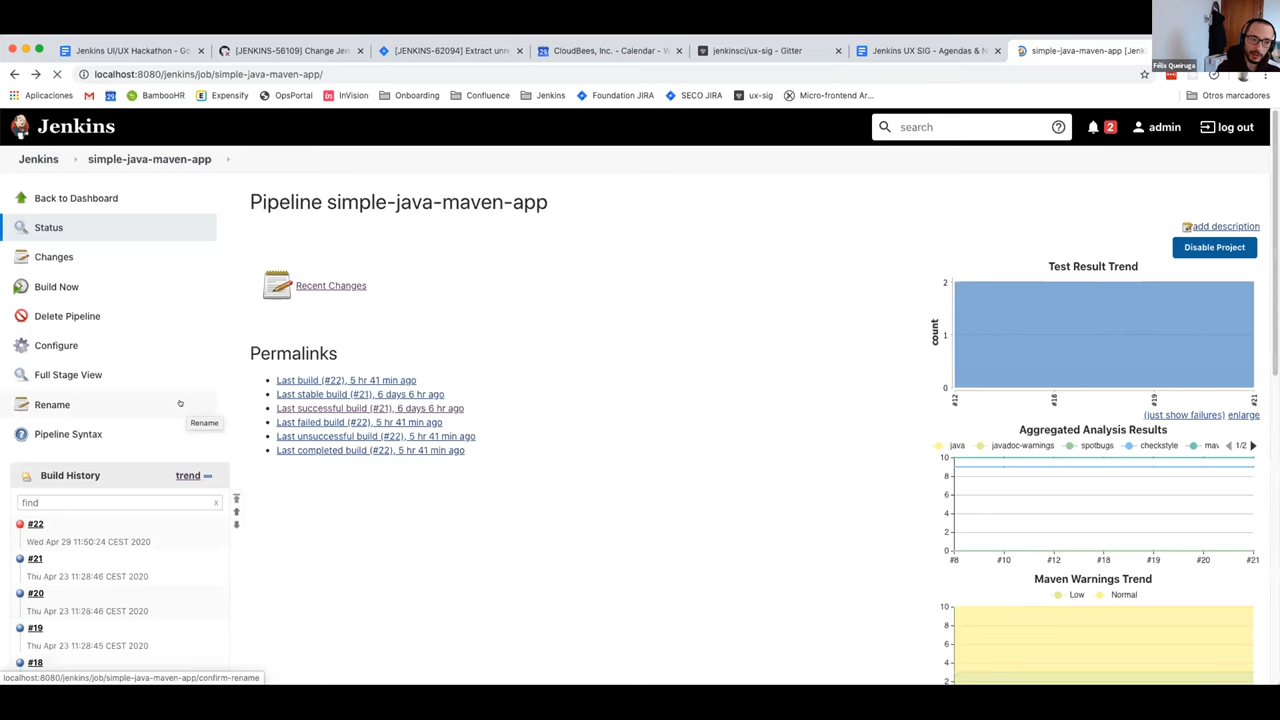 Jenkins UI/UX Hackathon - Go
[JENKINS-56109] Change Jen
[JENKINS-62094] Extract unre
CloudBees, Inc. - Calendar - W
jenkinsci/ux-sig - Gitter
Jenkins UX SIG - Agendas & N
simple-java-maven-app [Jenk
Félix Queiruga
localhost:8080/jenkins/job/simple-java-maven-app/
Aplicaciones
BambooHR
Expensify
OpsPortal
InVision
Onboarding
Confluence
Jenkins
Foundation JIRA
SECO JIRA
ux-sig
Micro-frontend Ar...
Otros marcadores
Jenkins
search
2
admin
log out
Jenkins
simple-java-maven-app
Back to Dashboard
Status
Changes
Build Now
Delete Pipeline
Configure
Full Stage View
Rename
Rename
Pipeline Syntax
Build History
trend
find
x
#22
Wed Apr 29 11:50:24 CEST 2020
#21
Thu Apr 23 11:28:46 CEST 2020
#20
Thu Apr 23 11:28:46 CEST 2020
#19
Thu Apr 23 11:28:45 CEST 2020
#18
localhost:8080/jenkins/job/simple-java-maven-app/confirm-rename
Pipeline simple-java-maven-app
add description
Disable Project
Recent Changes
Permalinks
Last build (#22), 5 hr 41 min ago
Last stable build (#21), 6 days 6 hr ago
Last successful build (#21), 6 days 6 hr ago
Last failed build (#22), 5 hr 41 min ago
Last unsuccessful build (#22), 5 hr 41 min ago
Last completed build (#22), 5 hr 41 min ago
Test Result Trend
count
2
1
0
#12
#18
#19
#21
(just show failures) enlarge
Aggregated Analysis Results
java
javadoc-warnings
spotbugs
checkstyle
mav
1/2
10
8
6
4
2
0
#8
#10
#12
#18
#19
#20
#21
Maven Warnings Trend
Low
Normal
10
8
6
4
2